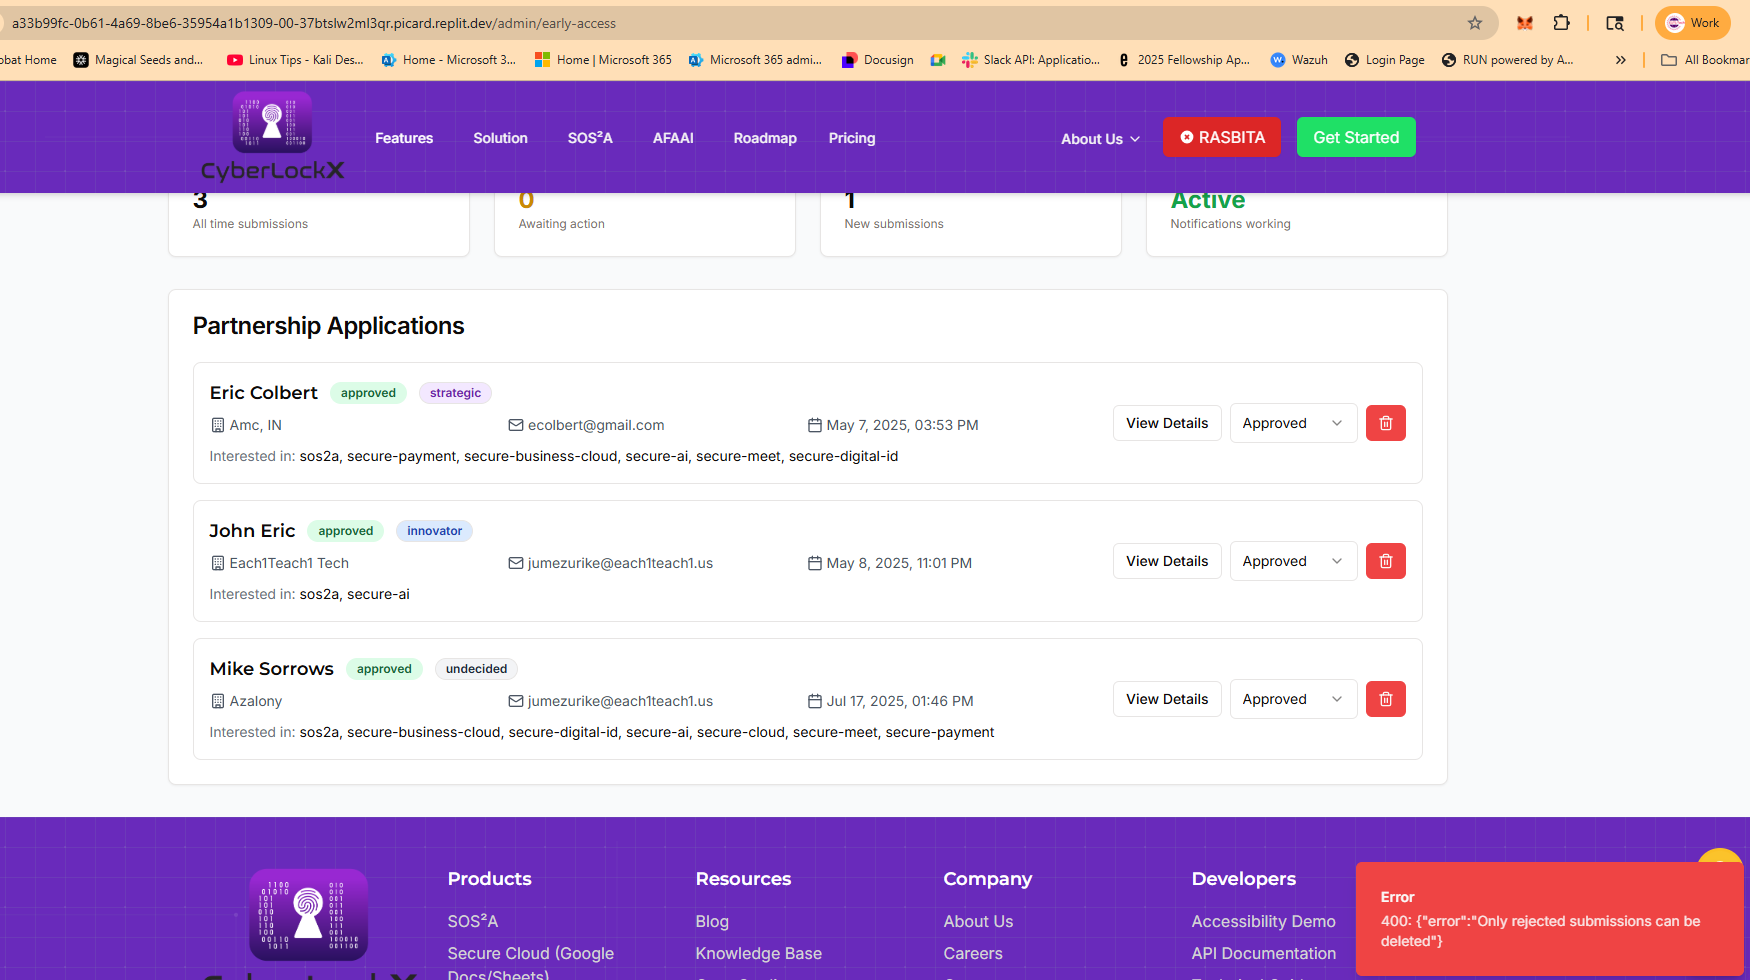 a33b99fc-0b61-4a69-8be6-35954a1b1309-00-37btslw2ml3qr.picard.replit.dev/admin/early-access
Work
obat Home
Magical Seeds and...
Linux Tips - Kali Des...
Home - Microsoft 3...
Home | Microsoft 365
Microsoft 365 admi...
Docusign
Slack API: Applicatio...
2025 Fellowship Ap...
Wazuh
Login Page
RUN powered by A...
All Bookmar
CyberLockX
Features
Solution
SOS²A
AFAAI
Roadmap
Pricing
About Us
RASBITA
Get Started
3
All time submissions
0
Awaiting action
1
New submissions
Active
Notifications working
Partnership Applications
Eric Colbert approved strategic
Amc, IN ecolbert@gmail.com May 7, 2025, 03:53 PM
View Details Approved
Interested in: sos2a, secure-payment, secure-business-cloud, secure-ai, secure-meet, secure-digital-id
John Eric approved innovator
Each1Teach1 Tech jumezurike@each1teach1.us May 8, 2025, 11:01 PM
View Details Approved
Interested in: sos2a, secure-ai
Mike Sorrows approved undecided
Azalony jumezurike@each1teach1.us Jul 17, 2025, 01:46 PM
View Details Approved
Interested in: sos2a, secure-business-cloud, secure-digital-id, secure-ai, secure-cloud, secure-meet, secure-payment
Products
SOS²A
Secure Cloud (Google
Docs/Sheets)
Resources
Blog
Knowledge Base
Company
About Us
Careers
Developers
Accessibility Demo
API Documentation
Error
400: {"error":"Only rejected submissions can be
deleted"}